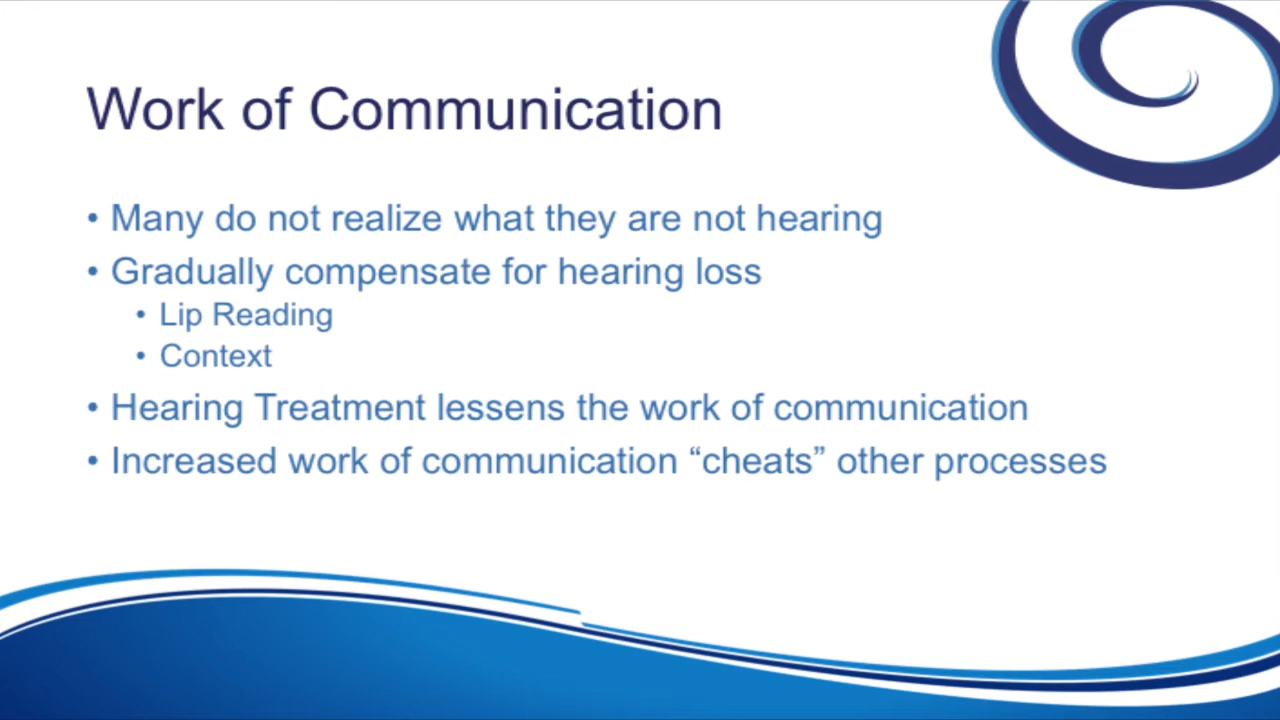 Work of Communication
• Many do not realize what they are not hearing
• Gradually compensate for hearing loss
• Lip Reading
• Context
• Hearing Treatment lessens the work of communication
• Increased work of communication “cheats” other processes